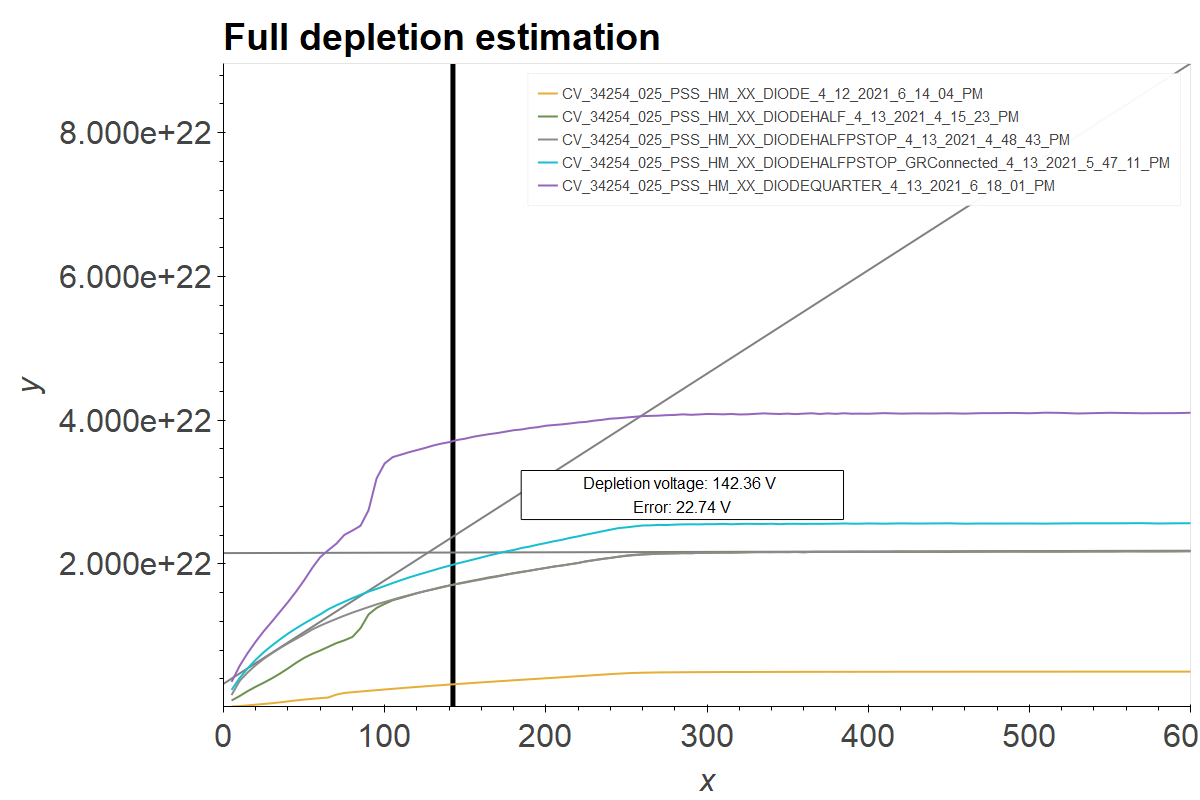 Full depletion estimation
CV_34254_025_PSS_HM_XX_DIODE_4_12_2021_6_14_04_PM
CV_34254_025_PSS_HM_XX_DIODEHALF_4_13_2021_4_15_23_PM
CV_34254_025_PSS_HM_XX_DIODEHALFPSTOP_4_13_2021_4_48_43_PM
CV_34254_025_PSS_HM_XX_DIODEHALFPSTOP_GRConnected_4_13_2021_5_47_11_PM
CV_34254_025_PSS_HM_XX_DIODEQUARTER_4_13_2021_6_18_01_PM
8.000e+22
6.000e+22
4.000e+22
2.000e+22
y
Depletion voltage: 142.36 V
Error: 22.74 V
0 100 200 300 400 500 60
x